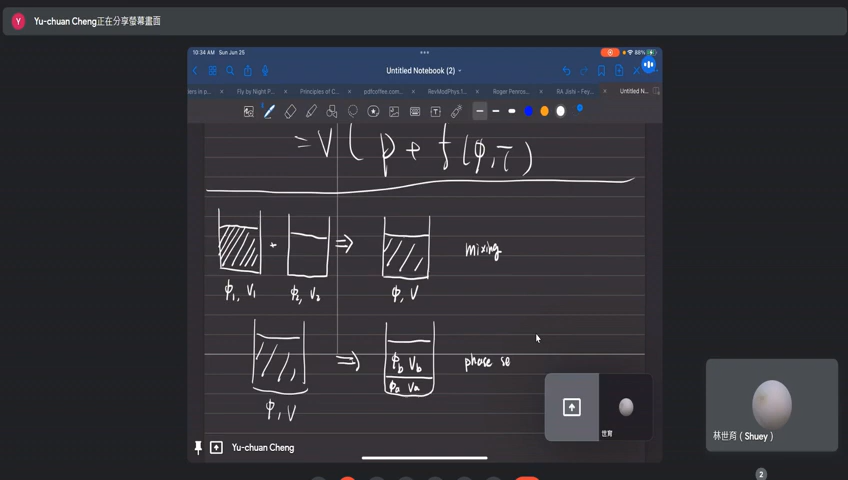 Y Yu-chuan Cheng正在分享螢幕畫面
10:34 AM Sun Jun 25
88%
Untitled Notebook (2)
Fly by Night P...
Principles of C...
pdfcoffee.com...
RevModPhys.1...
Roger Penros...
RA Jishi - Fey...
Untitled N...
= V ( p + f(φ,T)
+ ⇒ mixing
φ₁, V₁ φ₂, V₂ φ, V
⇒ φb Vb phase se
φa Va
φ, V
世育
Yu-chuan Cheng
林世育 ( Shuey )
2